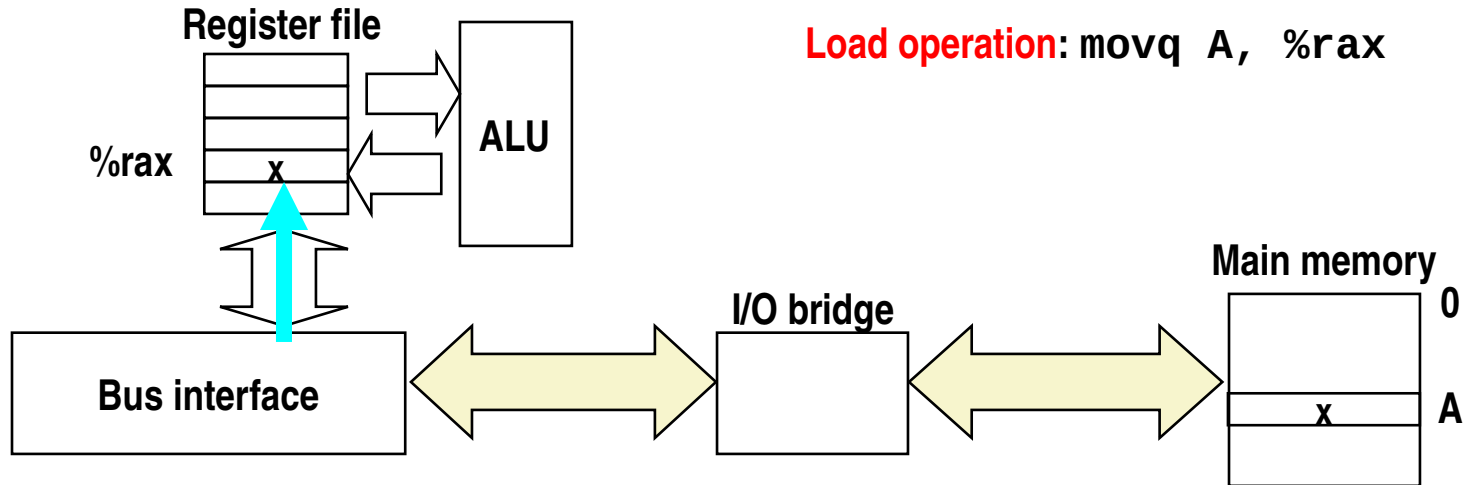 Register file
Load operation: movq A, %rax
ALU
%rax
x
Main memory
0
I/O bridge
Bus interface
x
A